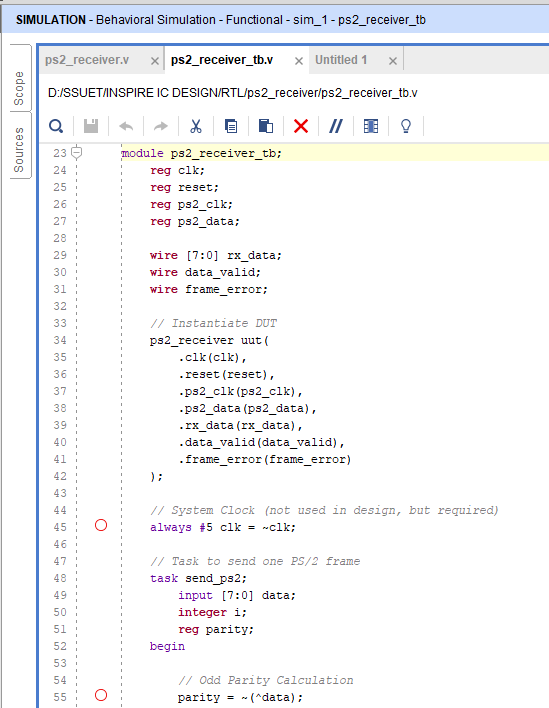 SIMULATION - Behavioral Simulation - Functional - sim_1 - ps2_receiver_tb
Scope
Sources
ps2_receiver.v × ps2_receiver_tb.v × Untitled 1 ×
D:/SSUET/INSPIRE IC DESIGN/RTL/ps2_receiver/ps2_receiver_tb.v
23 module ps2_receiver_tb;
24 reg clk;
25 reg reset;
26 reg ps2_clk;
27 reg ps2_data;
28
29 wire [7:0] rx_data;
30 wire data_valid;
31 wire frame_error;
32
33 // Instantiate DUT
34 ps2_receiver uut(
35 .clk(clk),
36 .reset(reset),
37 .ps2_clk(ps2_clk),
38 .ps2_data(ps2_data),
39 .rx_data(rx_data),
40 .data_valid(data_valid),
41 .frame_error(frame_error)
42 );
43
44 // System Clock (not used in design, but required)
45 always #5 clk = ~clk;
46
47 // Task to send one PS/2 frame
48 task send_ps2;
49 input [7:0] data;
50 integer i;
51 reg parity;
52 begin
53
54 // Odd Parity Calculation
55 parity = ~(^data);